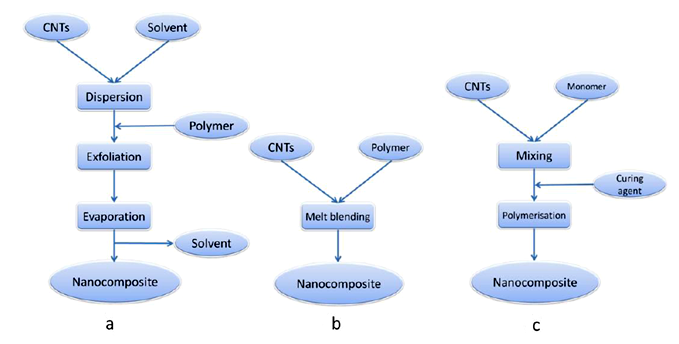 CNTs
Solvent
Dispersion
Polymer
Exfoliation
Evaporation
Solvent
Nanocomposite
a
CNTs
Polymer
Melt blending
Nanocomposite
b
CNTs
Monomer
Mixing
Curing
agent
Polymerisation
Nanocomposite
c